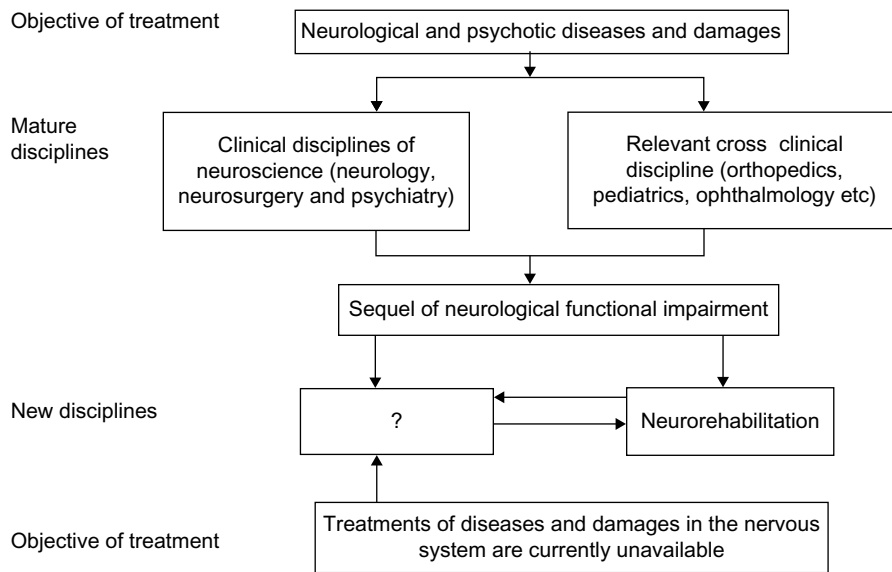 Objective of treatment
Neurological and psychotic diseases and damages
Mature
disciplines
Clinical disciplines of
neuroscience (neurology,
neurosurgery and psychiatry)
Relevant cross clinical
discipline (orthopedics,
pediatrics, ophthalmology etc)
Sequel of neurological functional impairment
New disciplines
?
Neurorehabilitation
Objective of treatment
Treatments of diseases and damages in the nervous
system are currently unavailable